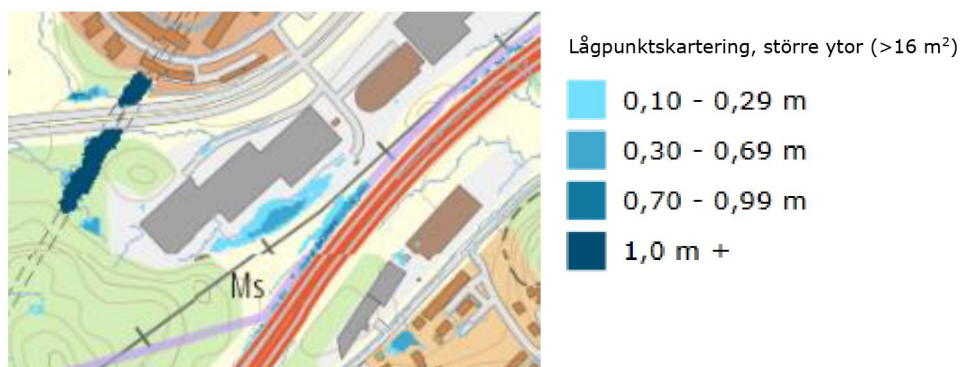 Lågpunktskartering, större ytor (>16 m²)
0,10 - 0,29 m
0,30 - 0,69 m
0,70 - 0,99 m
1,0 m +
Ms